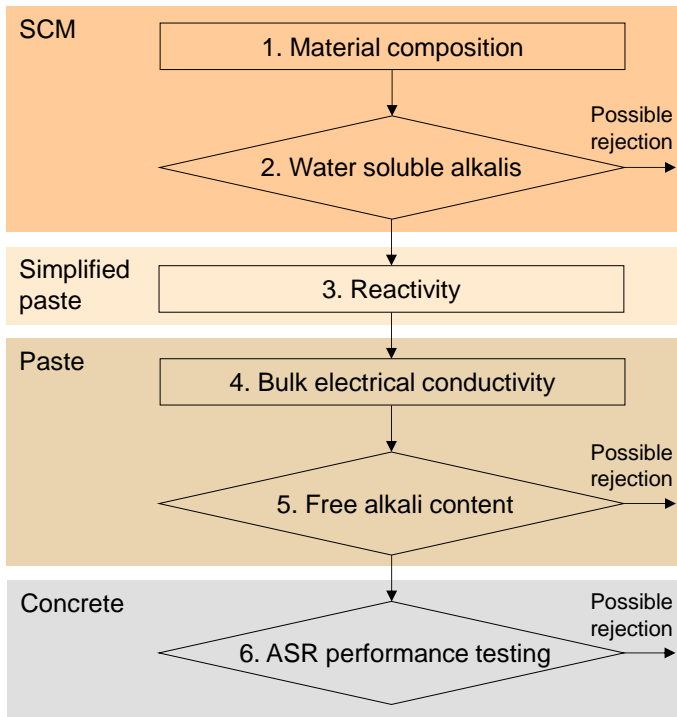 SCM
1. Material composition
Possible
rejection
2. Water soluble alkalis
Simplified
paste
3. Reactivity
Paste
4. Bulk electrical conductivity
Possible
rejection
5. Free alkali content
Concrete
Possible
rejection
6. ASR performance testing